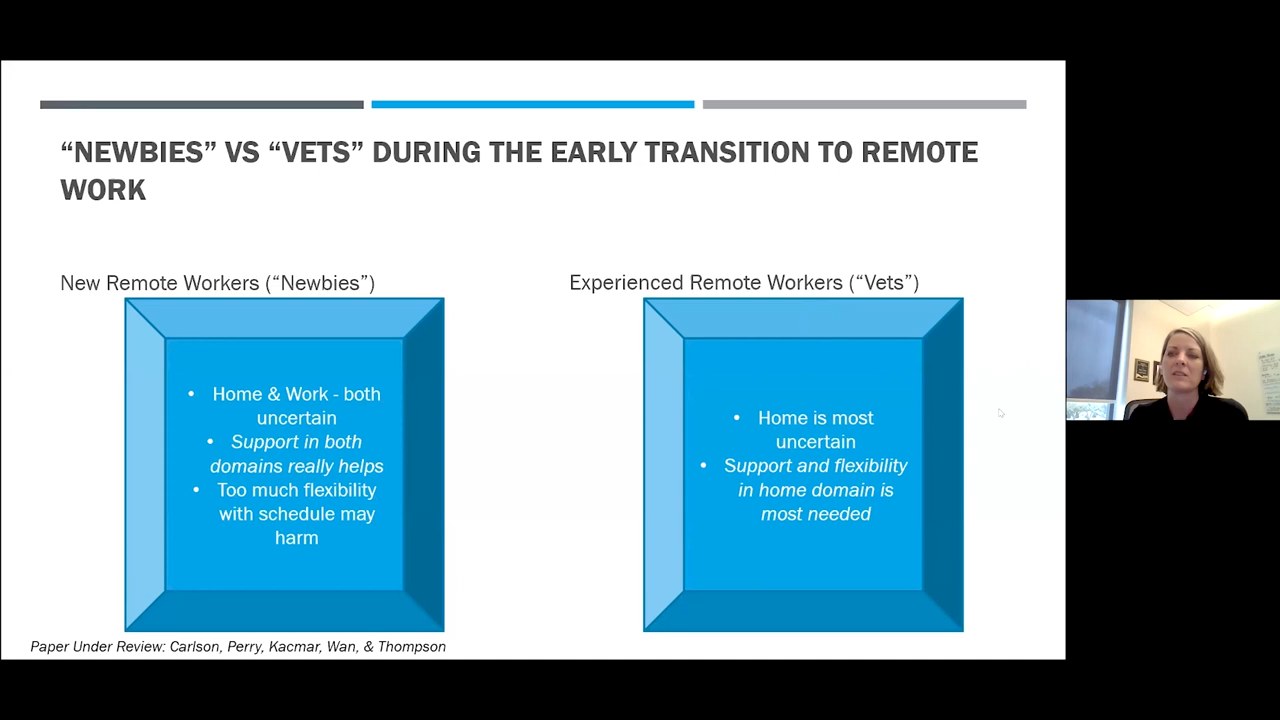 “NEWBIES” VS “VETS” DURING THE EARLY TRANSITION TO REMOTE
WORK
New Remote Workers (“Newbies”)
• Home & Work - both
uncertain
• Support in both
domains really helps
• Too much flexibility
with schedule may
harm
Experienced Remote Workers (“Vets”)
• Home is most
uncertain
• Support and flexibility
in home domain is
most needed
Paper Under Review: Carlson, Perry, Kacmar, Wan, & Thompson